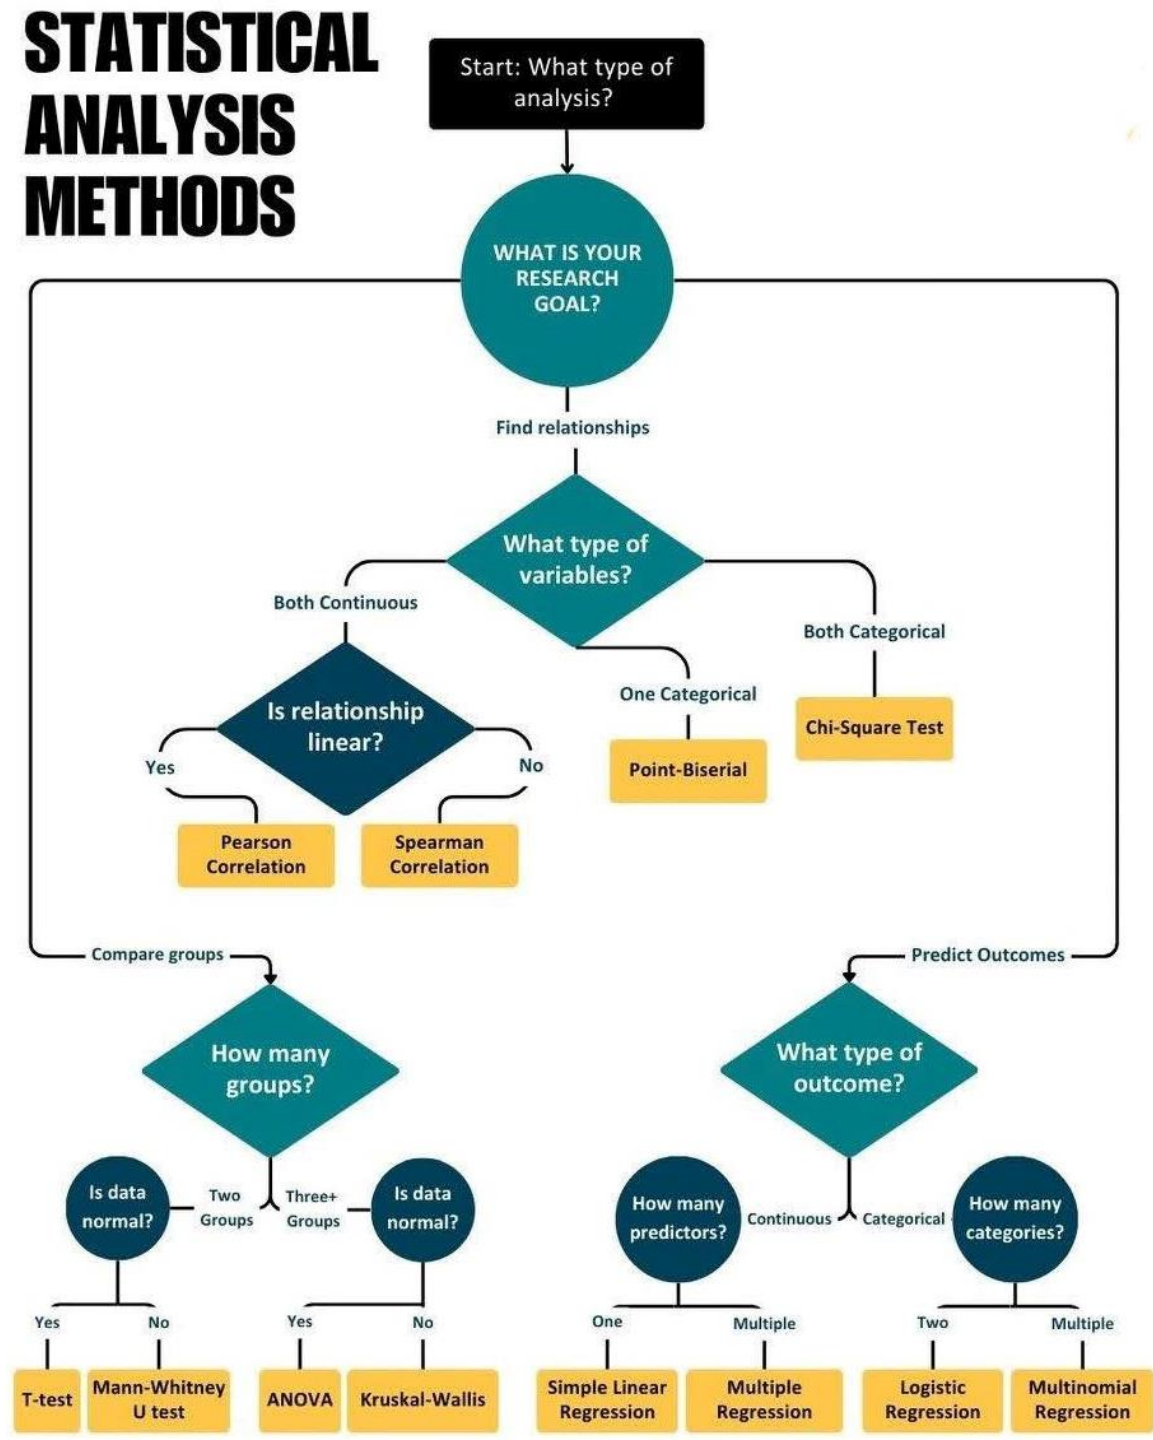 STATISTICAL
ANALYSIS
METHODS
Start: What type of
analysis?
WHAT IS YOUR
RESEARCH
GOAL?
Find relationships
What type of
variables?
Both Continuous
Both Categorical
One Categorical
Is relationship
linear?
Chi-Square Test
Yes
No
Point-Biserial
Pearson
Correlation
Spearman
Correlation
Compare groups
Predict Outcomes
How many
groups?
What type of
outcome?
Is data
normal?
Two
Groups
Three+
Groups
Is data
normal?
How many
predictors?
Continuous
Categorical
How many
categories?
Yes
No
Yes
No
One
Multiple
Two
Multiple
T-test
Mann-Whitney
U test
ANOVA
Kruskal-Wallis
Simple Linear
Regression
Multiple
Regression
Logistic
Regression
Multinomial
Regression